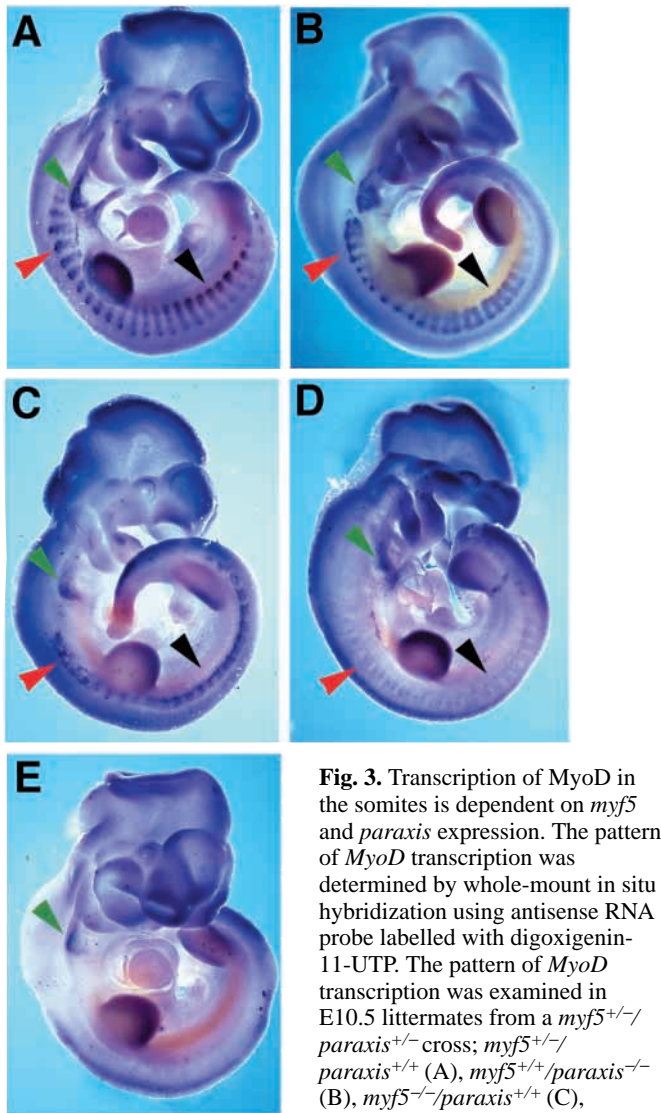 A
B
C
D
E
Fig. 3. Transcription of MyoD in
the somites is dependent on myf5
and paraxis expression. The pattern
of MyoD transcription was
determined by whole-mount in situ
hybridization using antisense RNA
probe labelled with digoxigenin-
11-UTP. The pattern of MyoD
transcription was examined in
E10.5 littermates from a myf5+/−/
paraxis+/− cross; myf5+/−/
paraxis+/+ (A), myf5+/+/paraxis−/−
(B), myf5−/−/paraxis+/+ (C),